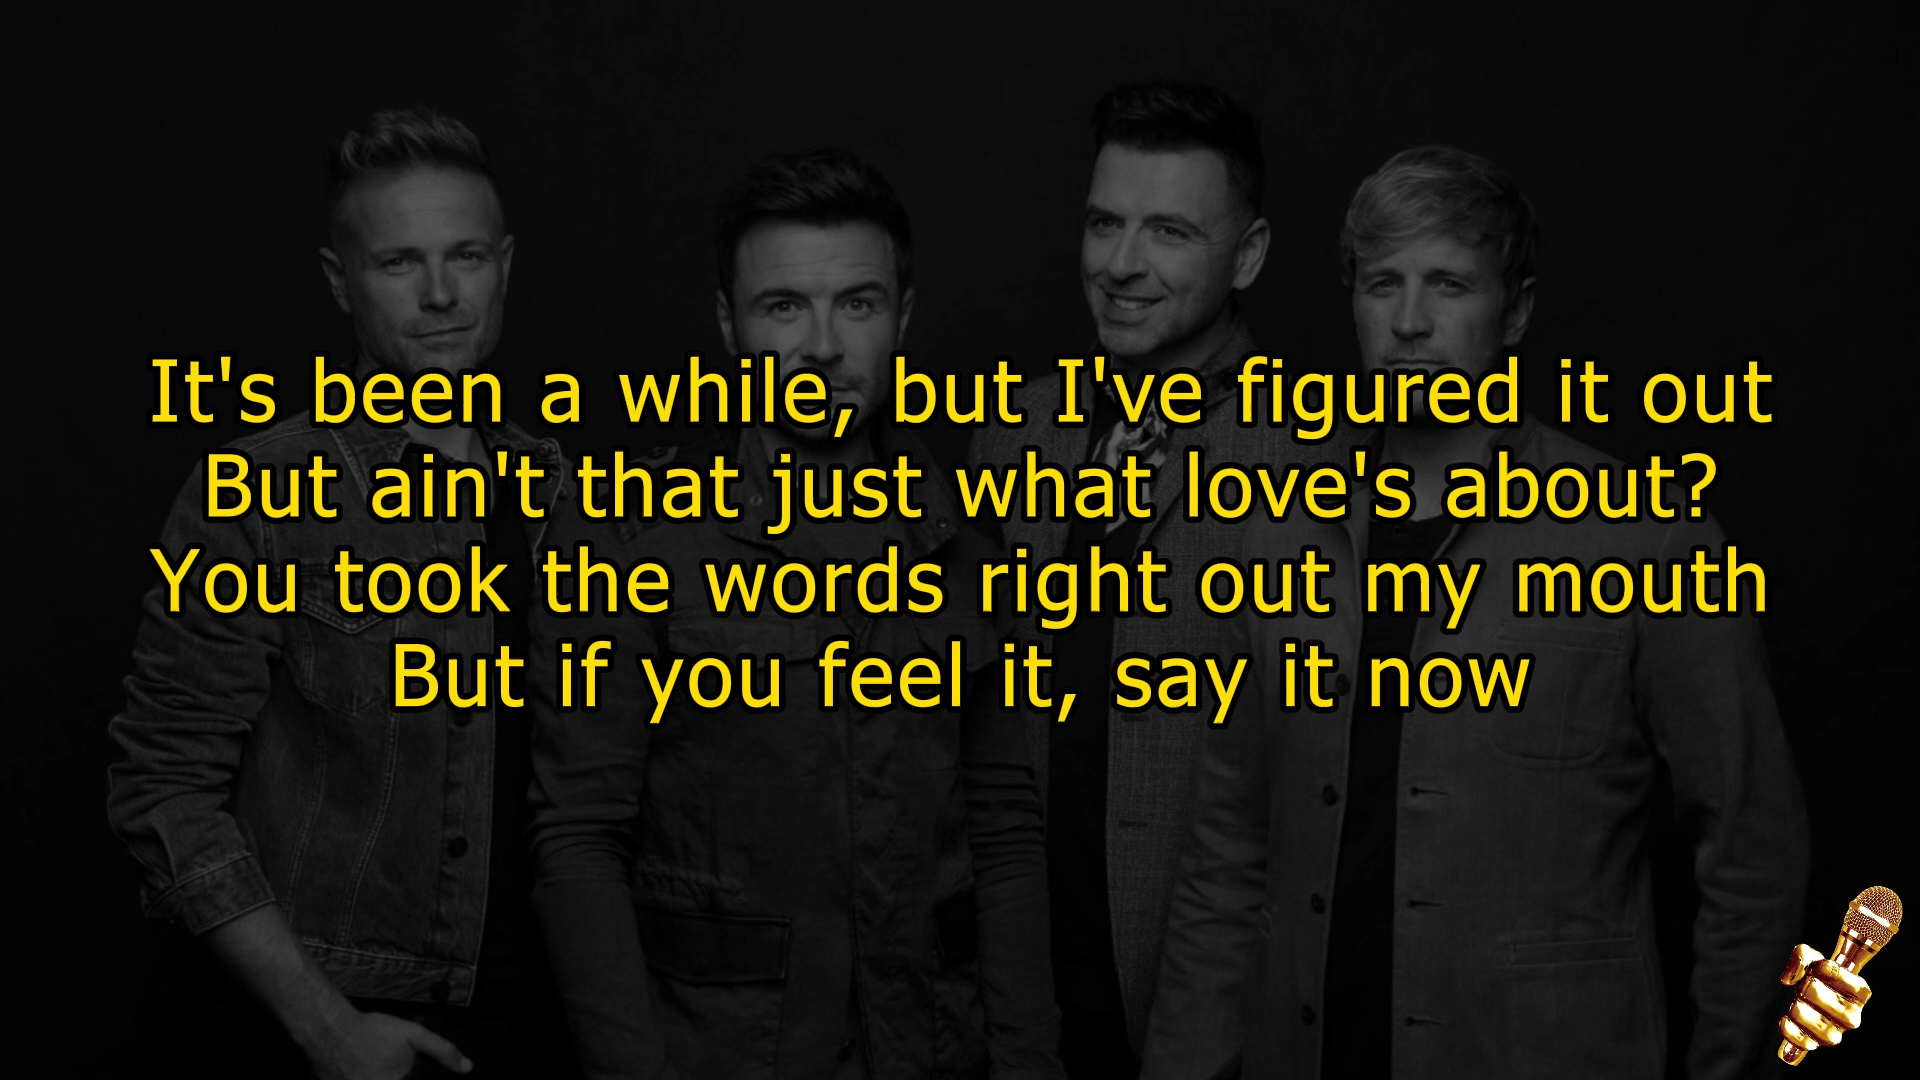 It's been a while, but I've figured it out
But ain't that just what love's about?
You took the words right out my mouth
But if you feel it, say it now